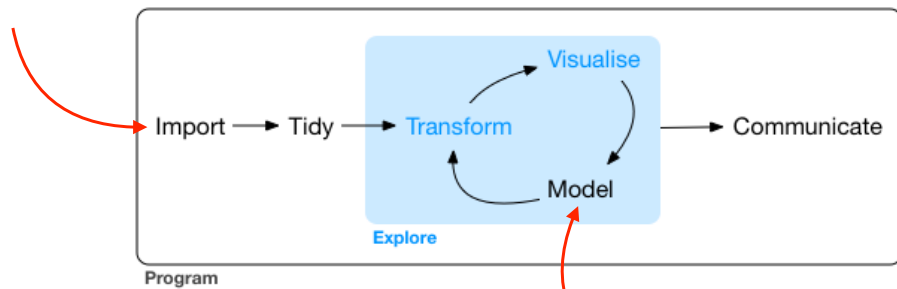 Visualise
Import Tidy Transform Communicate
Model
Explore
Program